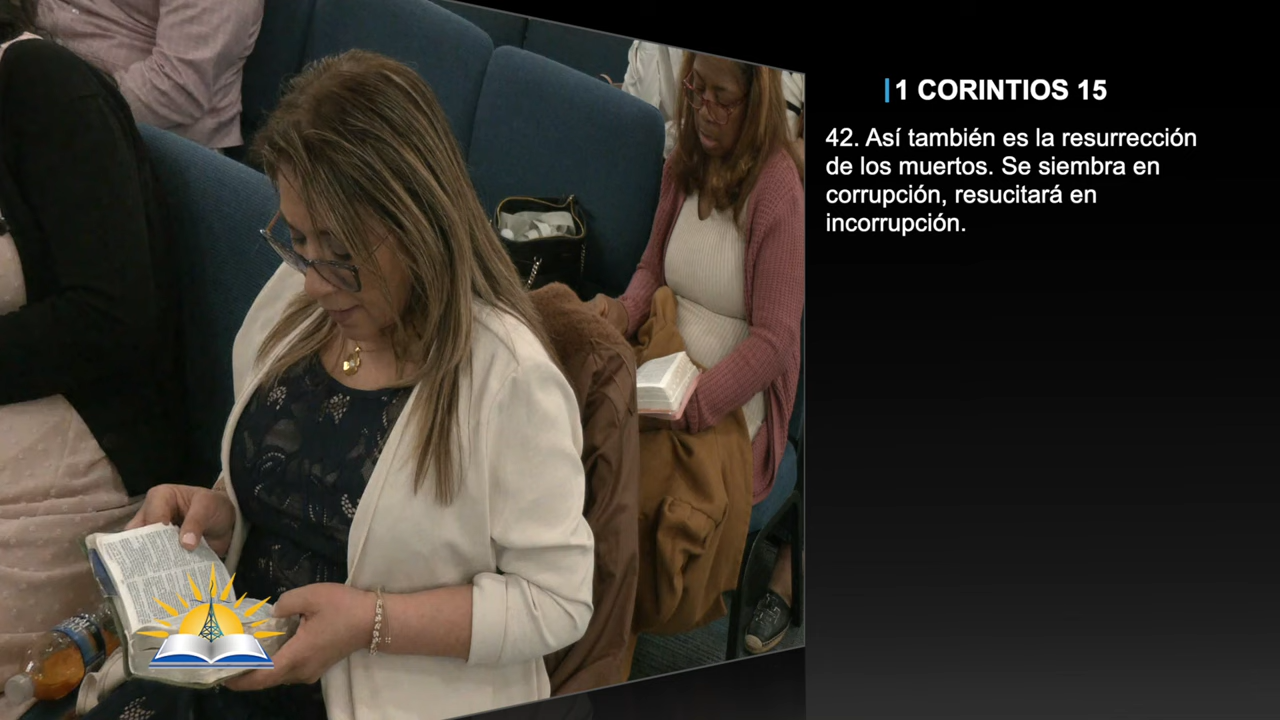 1 CORINTIOS 15
42. Así también es la resurrección
de los muertos. Se siembra en
corrupción, resucitará en
incorrupción.